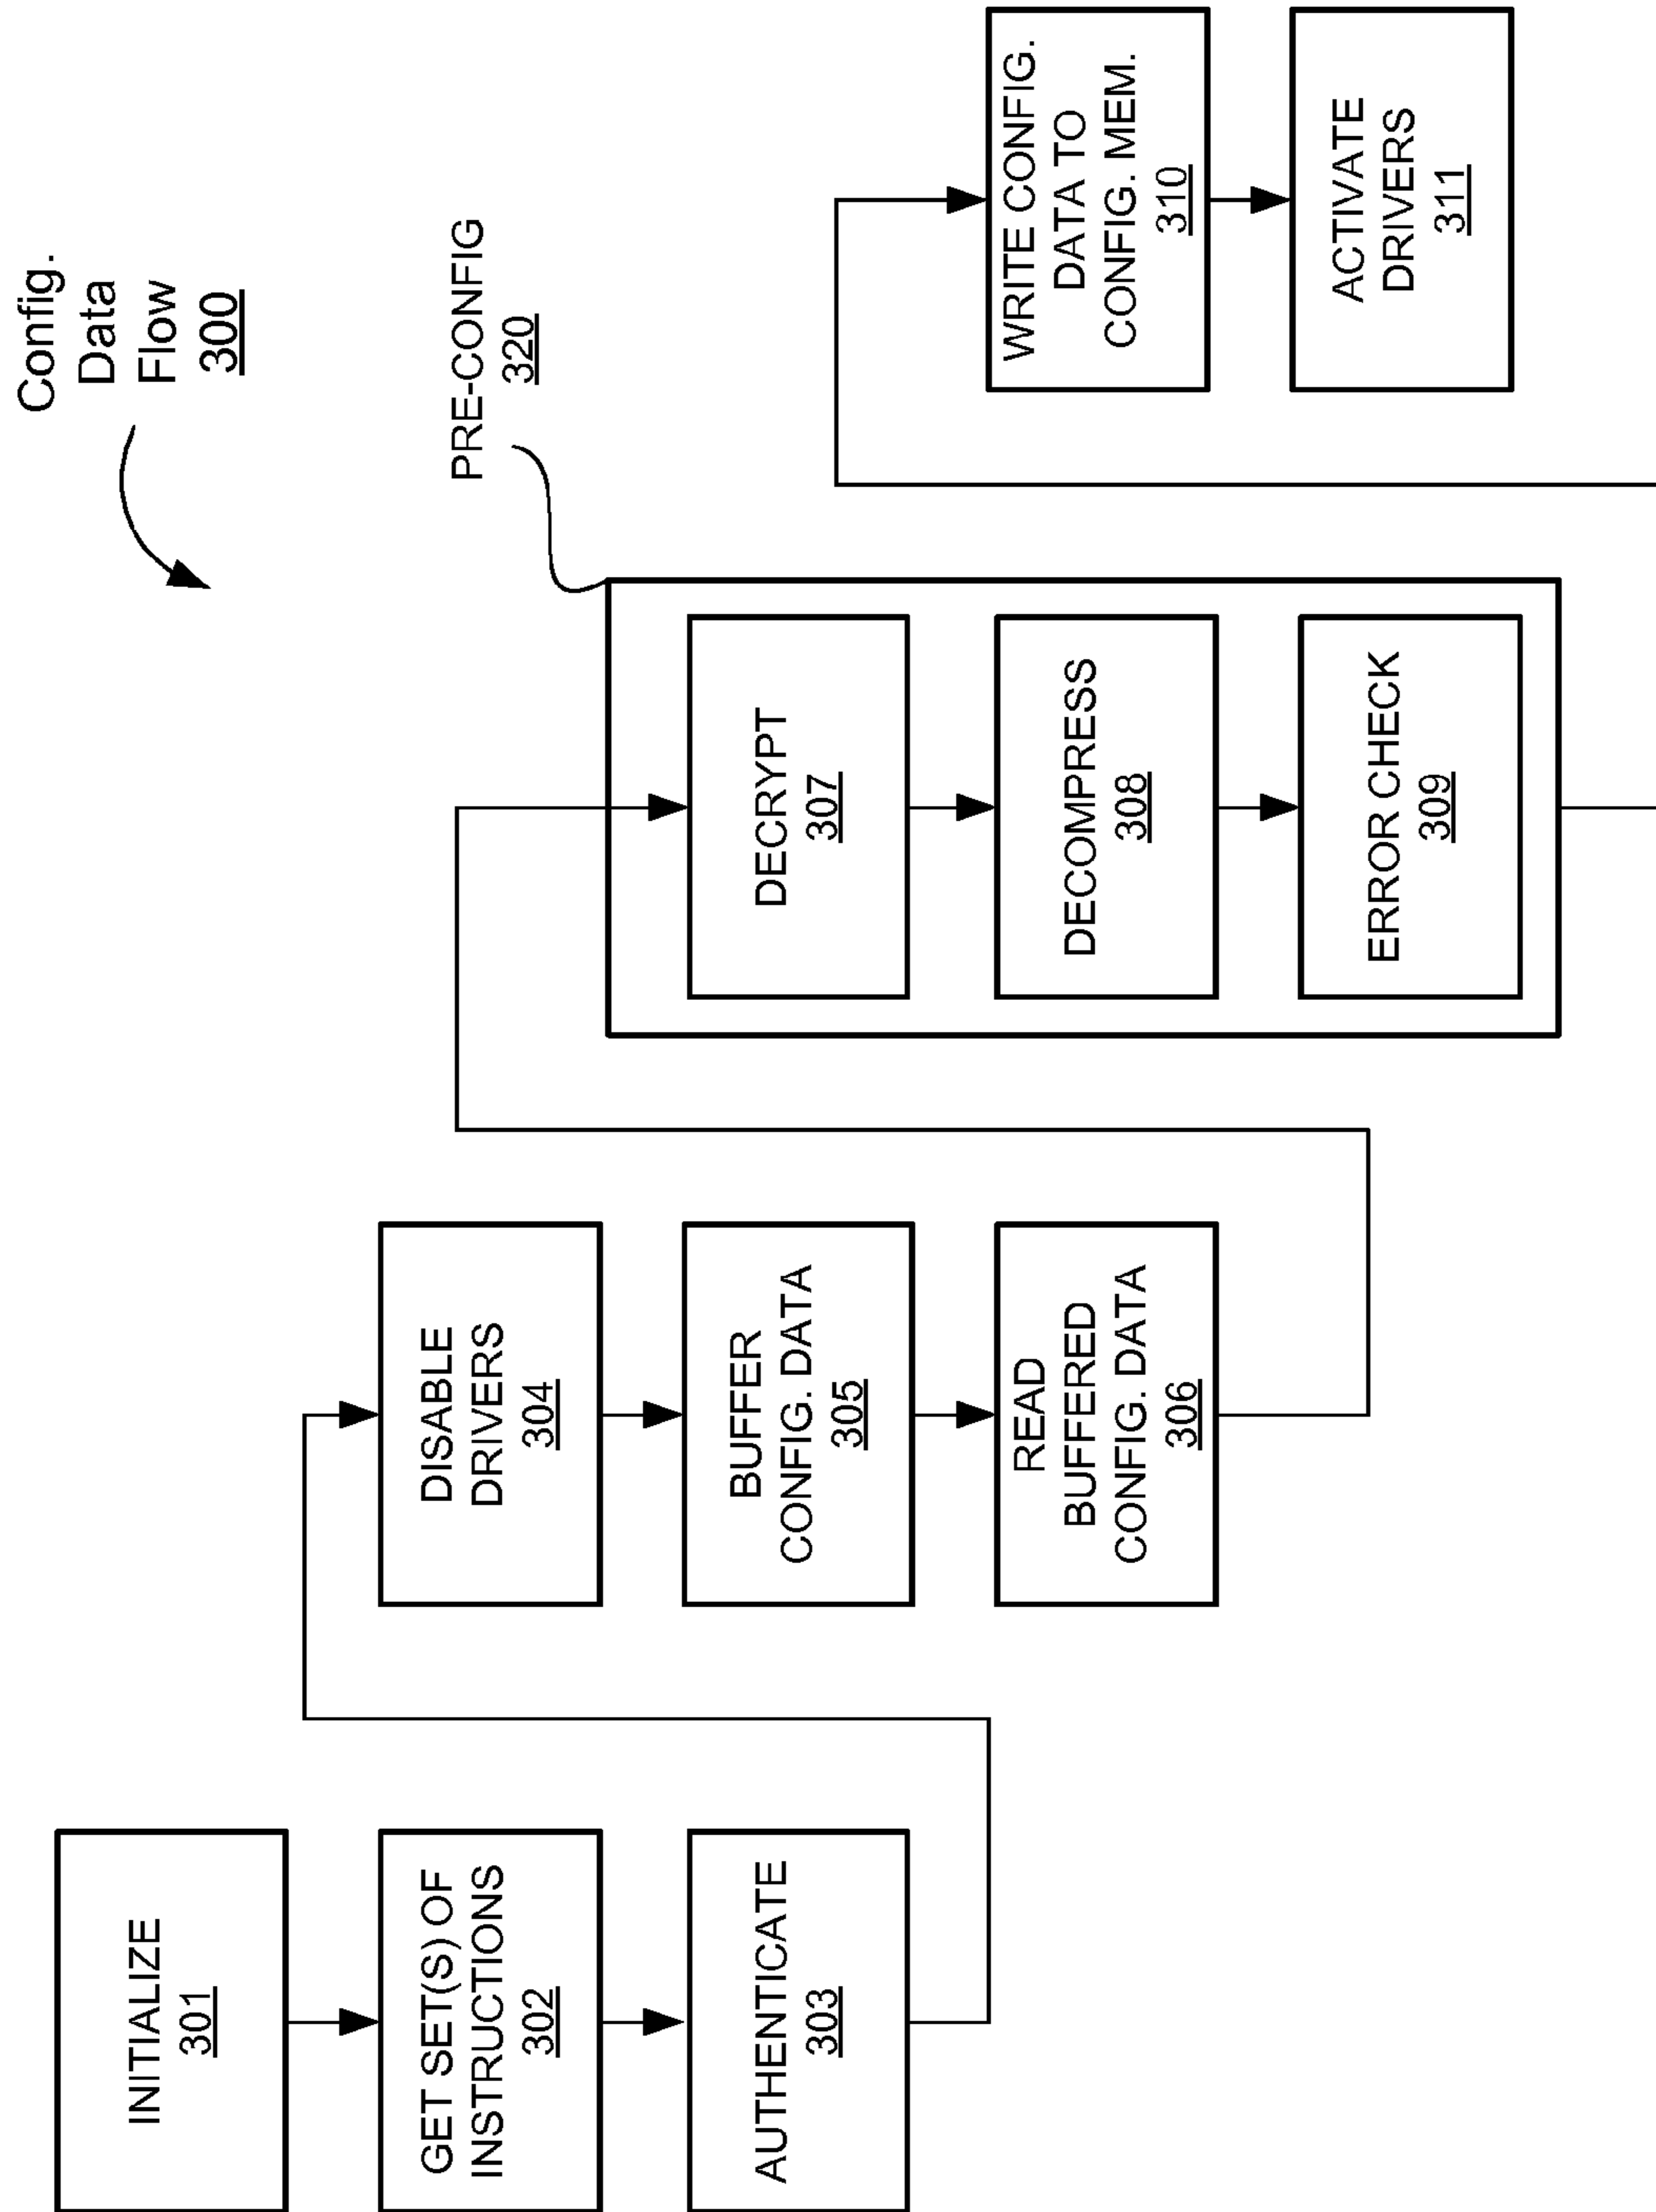 Config.
Data
Flow
300
PRE-CONFIG
320
INITIALIZE
301
GET SET(S) OF
INSTRUCTIONS
302
AUTHENTICATE
303
DISABLE
DRIVERS
304
BUFFER
CONFIG. DATA
305
READ
BUFFERED
CONFIG. DATA
306
DECRYPT
307
DECOMPRESS
308
ERROR CHECK
309
WRITE CONFIG.
DATA TO
CONFIG. MEM.
310
ACTIVATE
DRIVERS
311